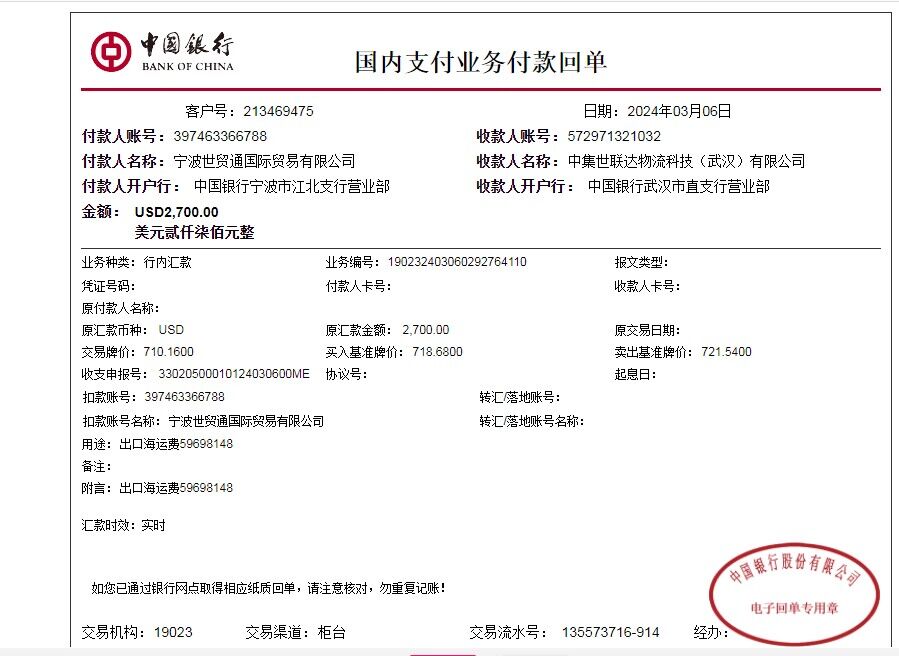 中国银行
BANK OF CHINA
国内支付业务付款回单
客户号：213469475 日期：2024年03月06日
付款人账号：397463366788 收款人账号：572971321032
付款人名称：宁波世贸通国际贸易有限公司 收款人名称：中集世联达物流科技（武汉）有限公司
付款人开户行：中国银行宁波市江北支行营业部 收款人开户行：中国银行武汉市直支行营业部
金额：USD2,700.00
美元贰仟柒佰元整
业务种类：行内汇款 业务编号：190232403060292764110 报文类型：
凭证号码： 付款人卡号： 收款人卡号：
原付款人名称：
原汇款币种：USD 原汇款金额：2,700.00 原交易日期：
交易牌价：710.1600 买入基准牌价：718.6800 卖出基准牌价：721.5400
收支申报号：33020500010124030600ME 协议号： 起息日：
扣款账号：397463366788 转汇/落地账号：
扣款账号名称：宁波世贸通国际贸易有限公司 转汇/落地账号名称：
用途：出口海运费59698148
备注：
附言：出口海运费59698148
汇款时效：实时
如您已通过银行网点取得相应纸质回单，请注意核对，勿重复记账！
中国银行股份有限公司
电子回单专用章
交易机构：19023 交易渠道：柜台 交易流水号：135573716-914 经办：